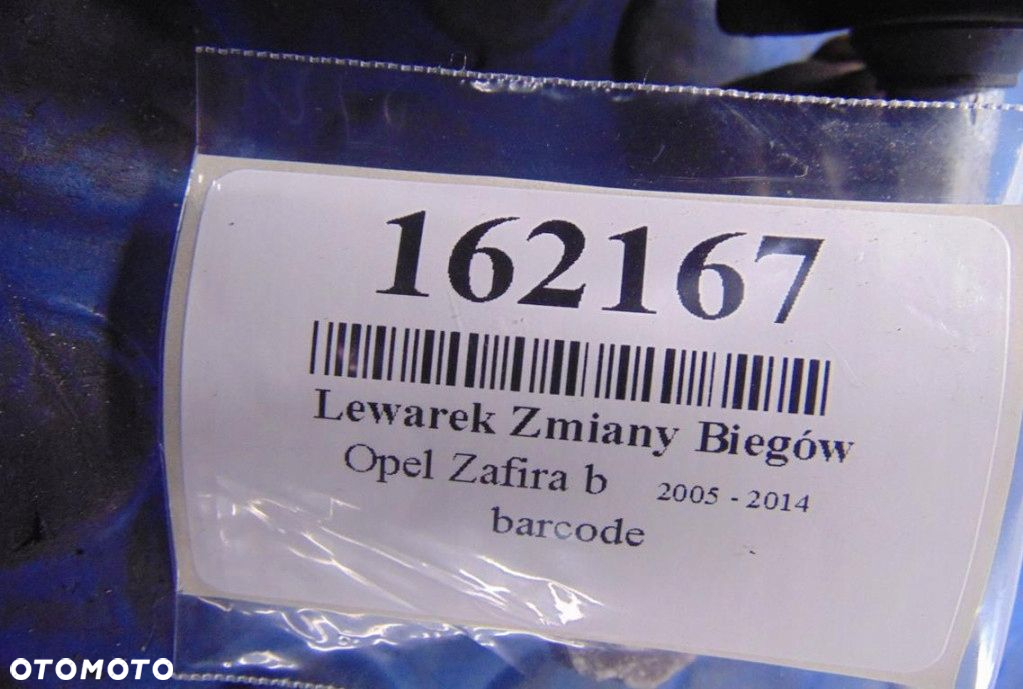 162167
Lewarek Zmiany Biegów
Opel Zafira b 2005 - 2014
barcode
OTOMOTO